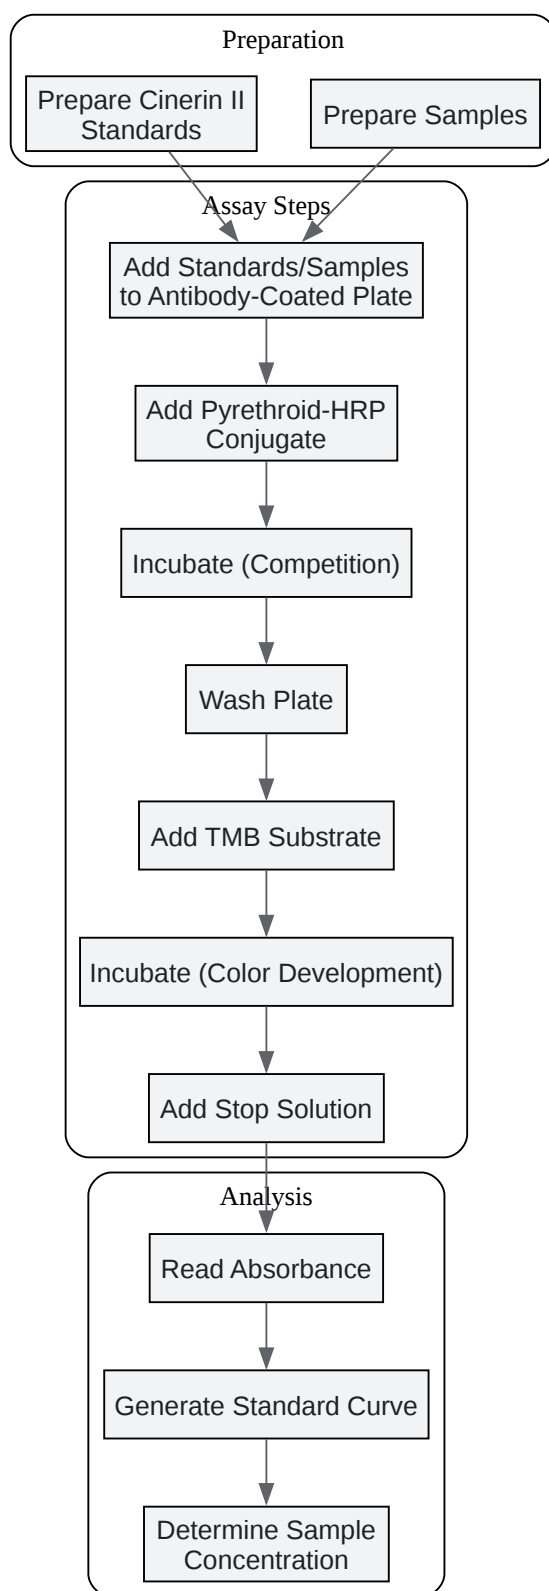 Preparation
Prepare Cinerin II
Standards
Prepare Samples
Assay Steps
Add Standards/Samples
to Antibody-Coated Plate
Add Pyrethroid-HRP
Conjugate
Incubate (Competition)
Wash Plate
Add TMB Substrate
Incubate (Color Development)
Add Stop Solution
Analysis
Read Absorbance
Generate Standard Curve
Determine Sample
Concentration